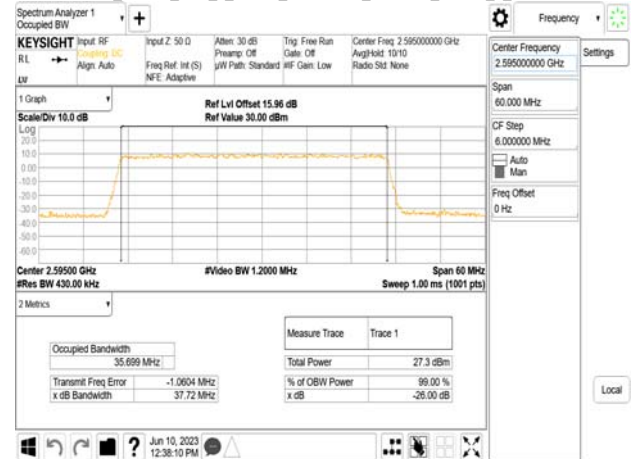 Spectrum Analyzer 1
Occupied BW
Frequency
KEYSIGHT
Input: RF
Coupling: DC
Align: Auto
RL
Input Z: 50 Ω
Freq Ref: Int (S)
NFE: Adaptive
Atten: 30 dB
Preamp: Off
µW Path: Standard
Trig: Free Run
Gate: Off
#IF Gain: Low
Center Freq: 2.595000000 GHz
Avg|Hold: 10/10
Radio Std: None
Center Frequency
2.595000000 GHz
Settings
Span
60.000 MHz
CF Step
6.000000 MHz
Auto
Man
Freq Offset
0 Hz
Local
1 Graph
Scale/Div 10.0 dB
Ref Lvl Offset 15.96 dB
Ref Value 30.00 dBm
Log
20.0
10.0
0.00
-10.0
-20.0
-30.0
-40.0
-50.0
-60.0
Center 2.59500 GHz
#Video BW 1.2000 MHz
Span 60 MHz
#Res BW 430.00 kHz
Sweep 1.00 ms (1001 pts)
2 Metrics
Measure Trace
Trace 1
Occupied Bandwidth
35.699 MHz
Total Power
27.3 dBm
Transmit Freq Error
-1.0604 MHz
% of OBW Power
99.00 %
x dB Bandwidth
37.72 MHz
x dB
-26.00 dB
Jun 10, 2023
12:38:10 PM